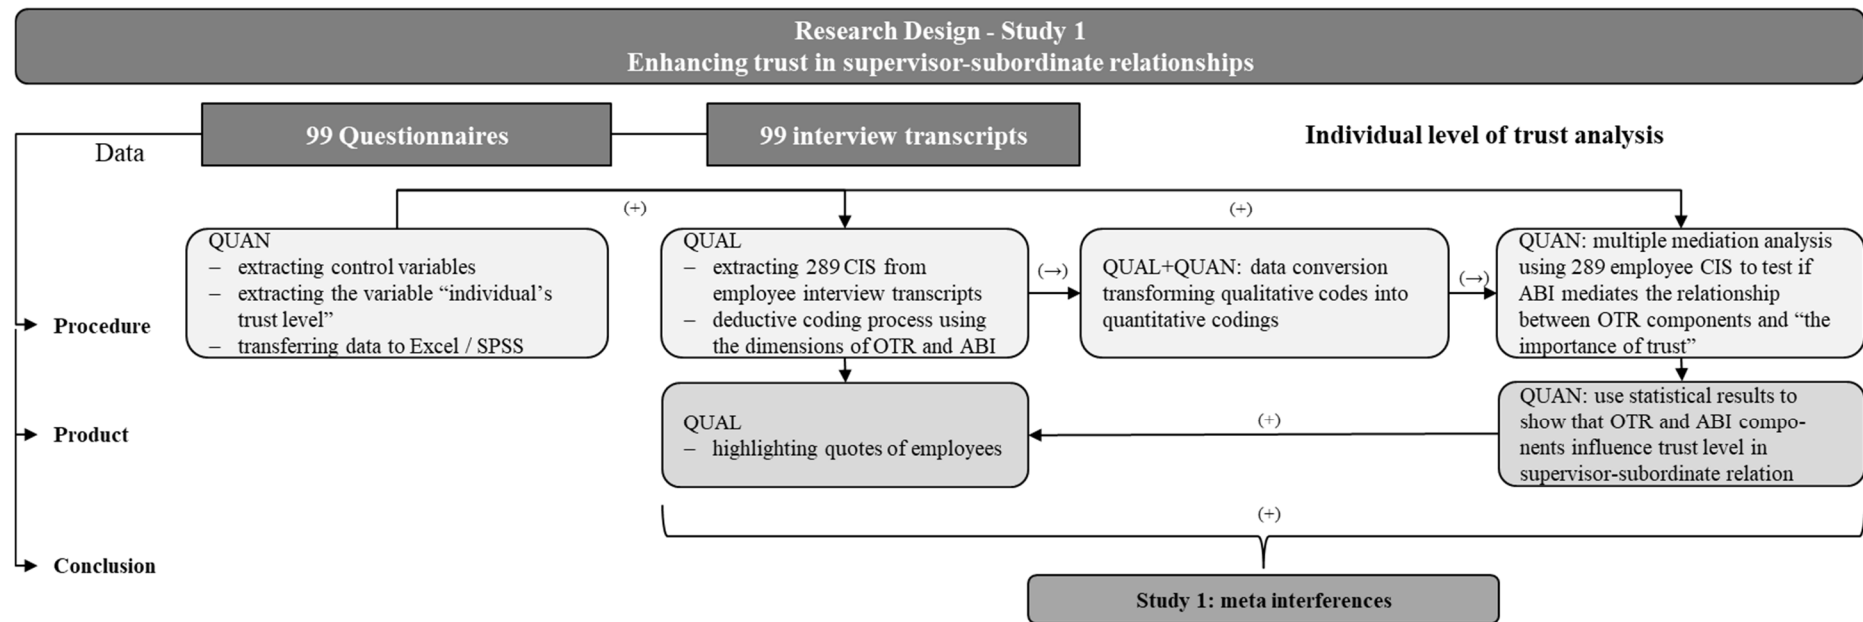 Research Design - Study 1
Enhancing trust in supervisor-subordinate relationships
99 Questionnaires
99 interview transcripts
Individual level of trust analysis
Data
(+)
(+)
Procedure
QUAN
– extracting control variables
– extracting the variable “individual’s
trust level”
– transferring data to Excel / SPSS
QUAL
– extracting 289 CIS from
employee interview transcripts
– deductive coding process using
the dimensions of OTR and ABI
(→)
QUAL+QUAN: data conversion
transforming qualitative codes into
quantitative codings
(→)
QUAN: multiple mediation analysis
using 289 employee CIS to test if
ABI mediates the relationship
between OTR components and “the
importance of trust”
Product
QUAL
– highlighting quotes of employees
(+)
QUAN: use statistical results to
show that OTR and ABI compo-
nents influence trust level in
supervisor-subordinate relation
(+)
Conclusion
Study 1: meta interferences